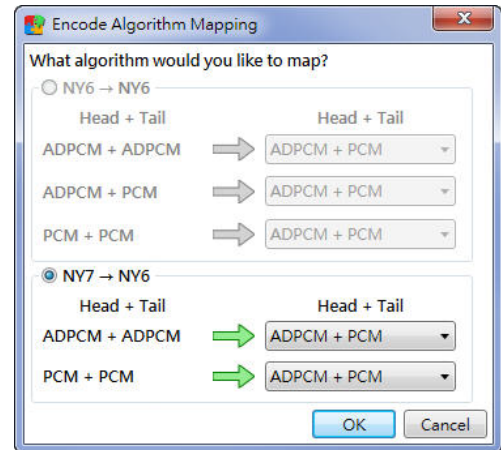 Encode Algorithm Mapping
What algorithm would you like to map?
NY6 → NY6
Head + Tail Head + Tail
ADPCM + ADPCM ADPCM + PCM
ADPCM + PCM ADPCM + PCM
PCM + PCM ADPCM + PCM
NY7 → NY6
Head + Tail Head + Tail
ADPCM + ADPCM ADPCM + PCM
PCM + PCM ADPCM + PCM
OK Cancel